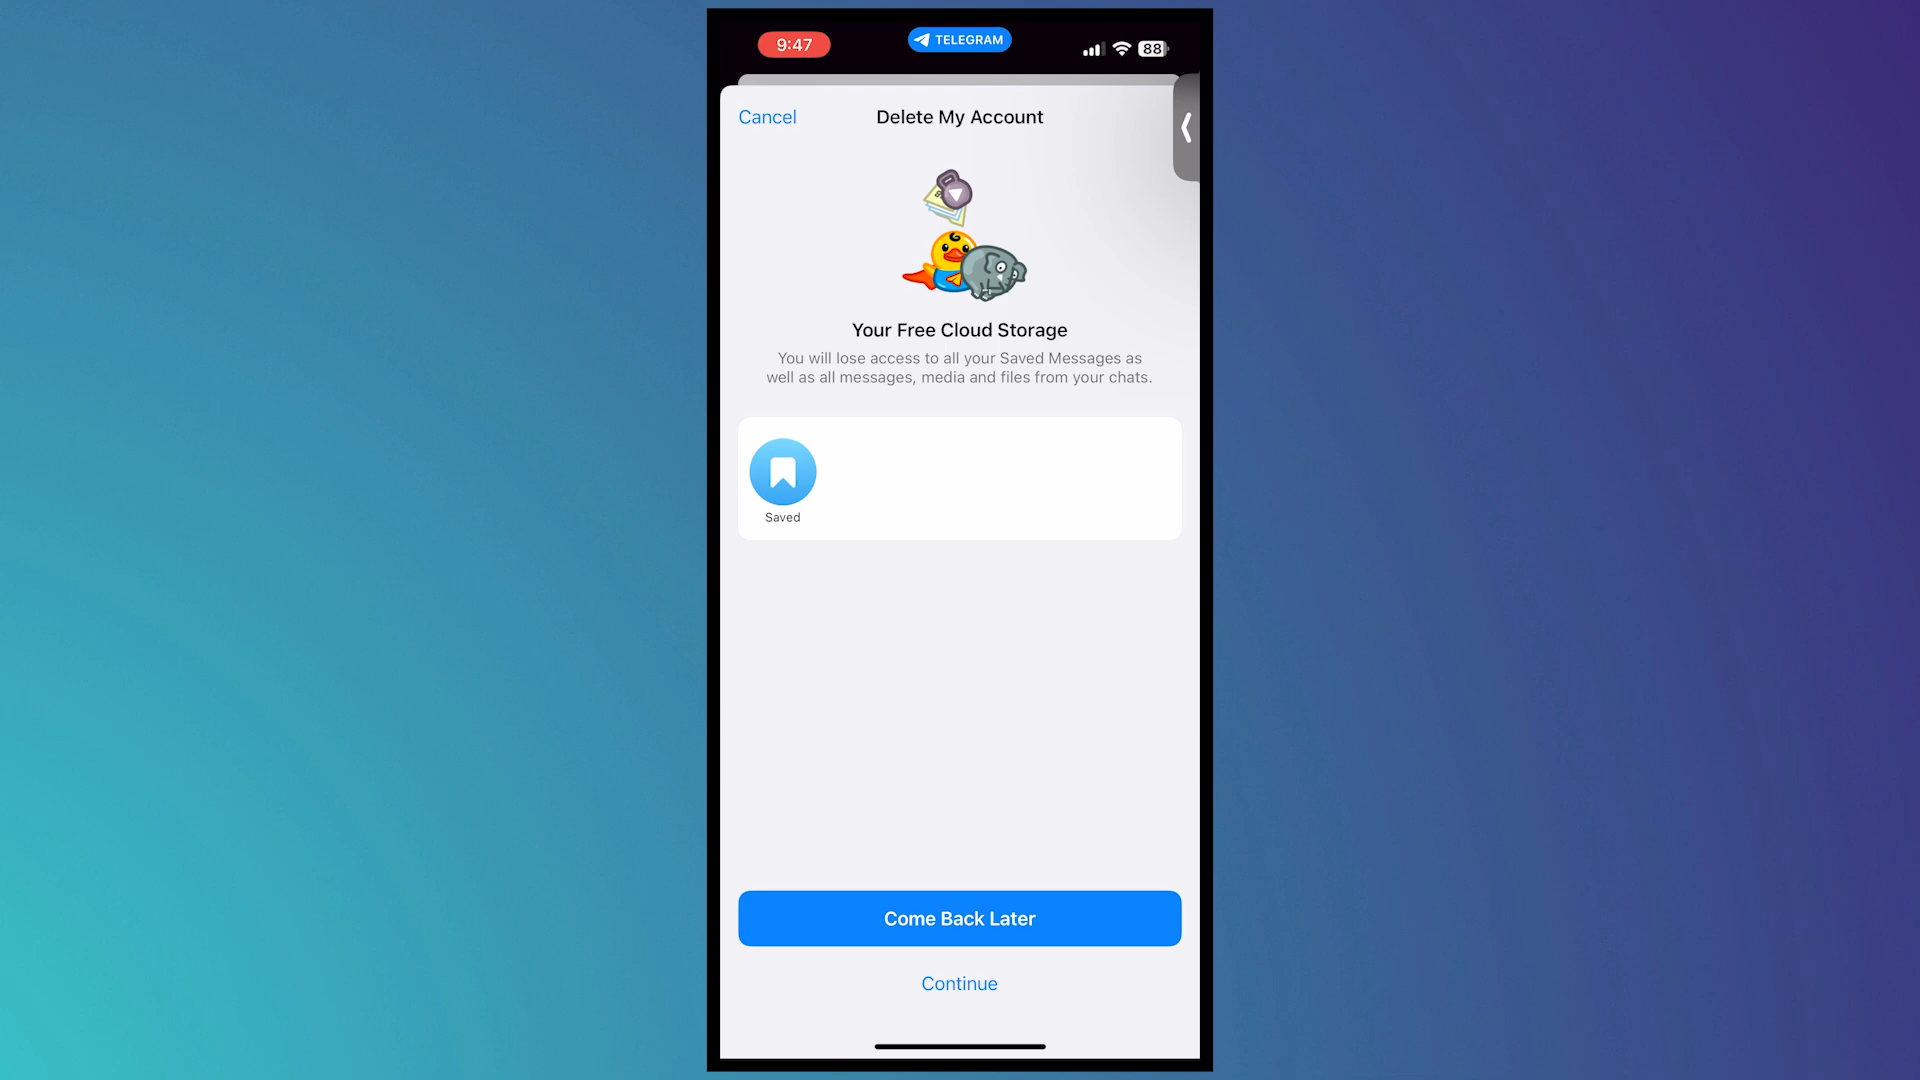 9:47
TELEGRAM
88
Cancel
Delete My Account
Your Free Cloud Storage
You will lose access to all your Saved Messages as
well as all messages, media and files from your chats.
Saved
Come Back Later
Continue